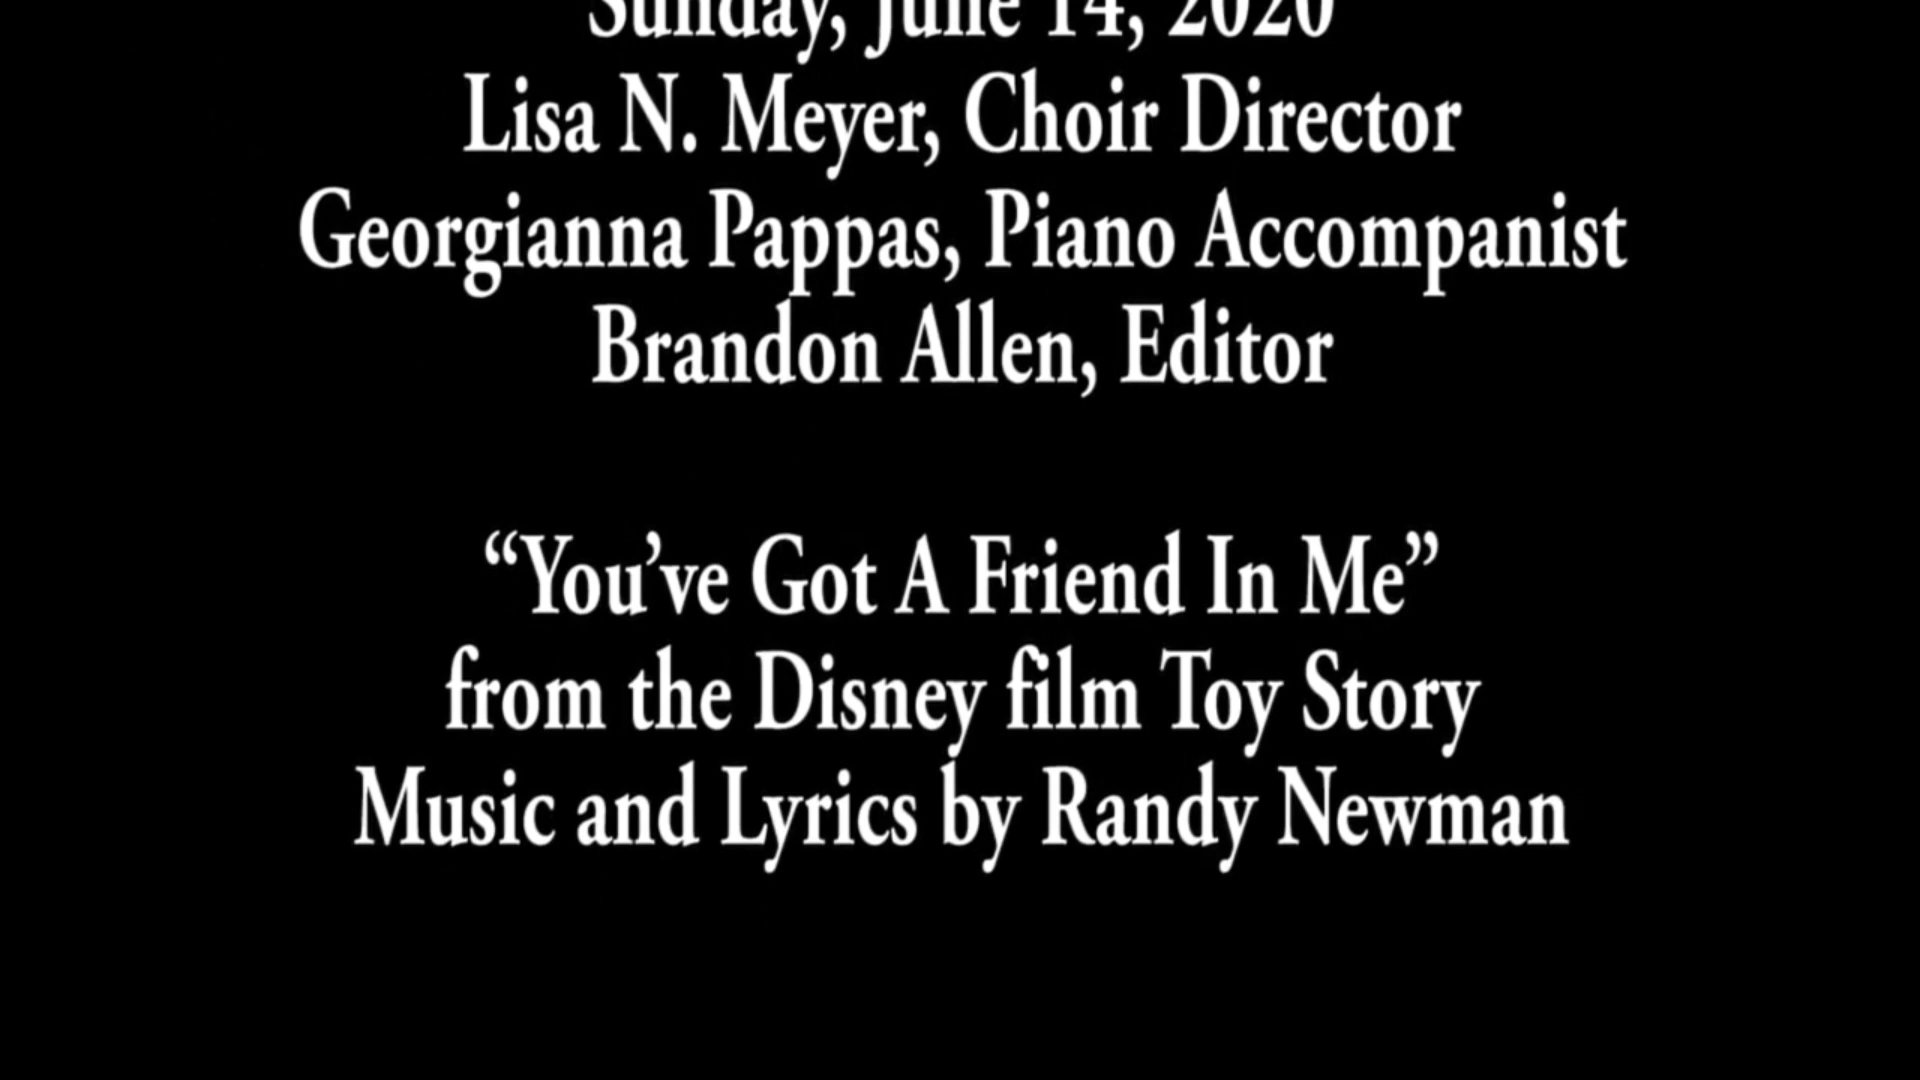 Sunday, June 14, 2020
Lisa N. Meyer, Choir Director
Georgianna Pappas, Piano Accompanist
Brandon Allen, Editor
“You’ve Got A Friend In Me”
from the Disney film Toy Story
Music and Lyrics by Randy Newman